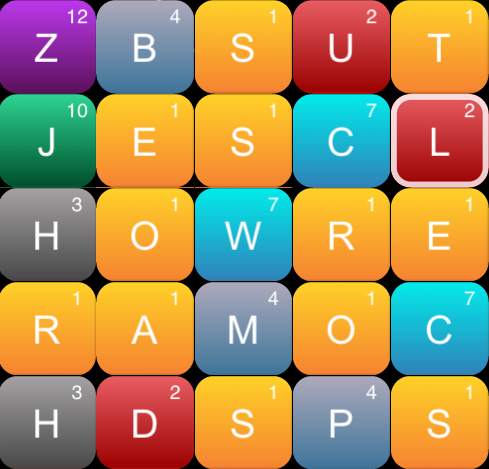 12 4 1 2 1
Z B S U T
10 1 1 7 2
J E S C L
3 1 7 1 1
H O W R E
1 1 4 1 7
R A M O C
3 2 1 4 1
H D S P S